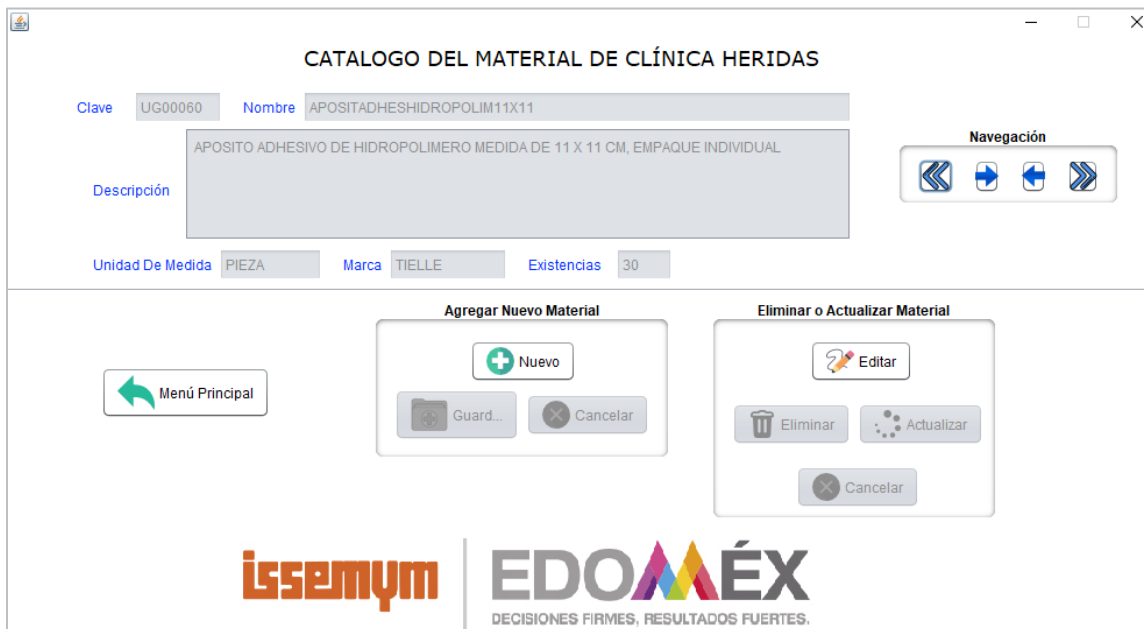 CATALOGO DEL MATERIAL DE CLÍNICA HERIDAS
Clave UG00060 Nombre APOSITADHESHIDROPOLIM11X11
Descripción APOSITO ADHESIVO DE HIDROPOLIMERO MEDIDA DE 11 X 11 CM, EMPAQUE INDIVIDUAL
Navegación
Unidad De Medida PIEZA Marca TIELLE Existencias 30
Agregar Nuevo Material
Nuevo
Guard... Cancelar
Eliminar o Actualizar Material
Editar
Eliminar Actualizar
Cancelar
Menú Principal
issemym
EDOMÉX
DECISIONES FIRMES, RESULTADOS FUERTES.